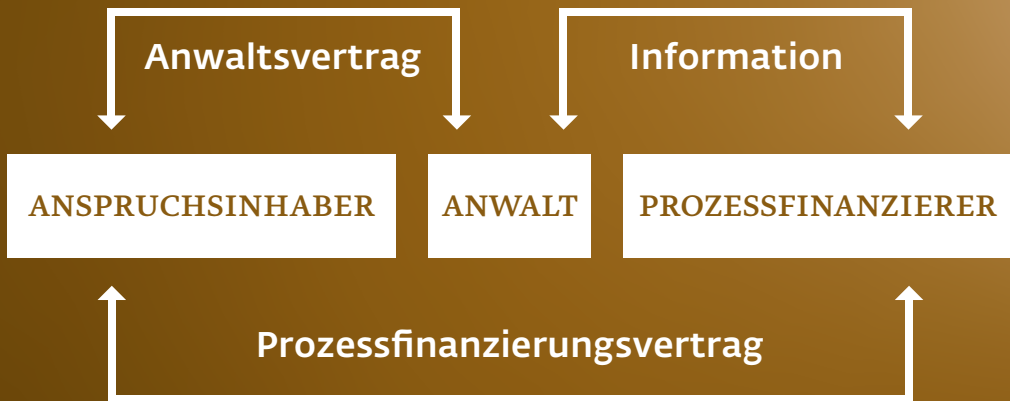 Anwaltsvertrag
Information
ANSPRUCHSINHABER
ANWALT
PROZESSFINANZIERER
Prozessfinanzierungsvertrag